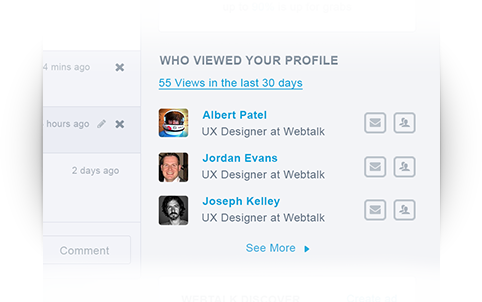 4 mins ago
hours ago
2 days ago
Comment
WHO VIEWED YOUR PROFILE
55 Views in the last 30 days
Albert Patel
UX Designer at Webtalk
Jordan Evans
UX Designer at Webtalk
Joseph Kelley
UX Designer at Webtalk
See More